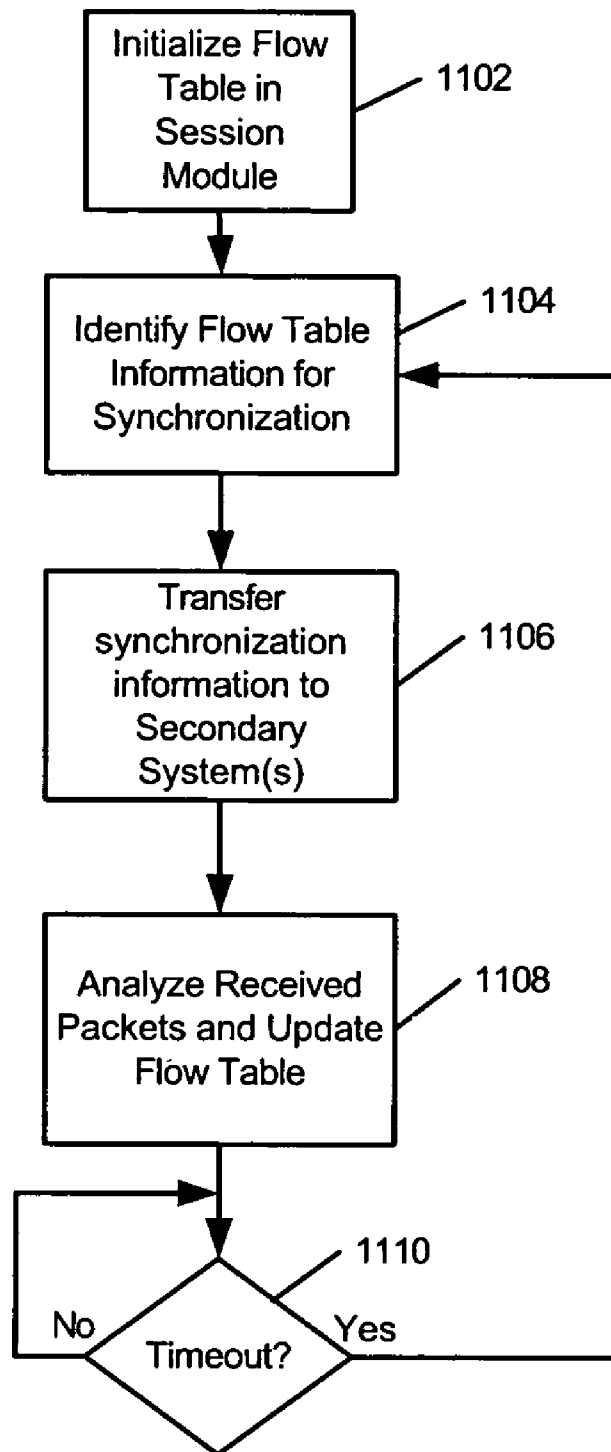 Initialize Flow
Table in
Session
Module
1102
1104
Identify Flow Table
Information for
Synchronization
Transfer
synchronization
information to
Secondary
System(s)
1106
Analyze Received
Packets and Update
Flow Table
1108
1110
No
Timeout?
Yes